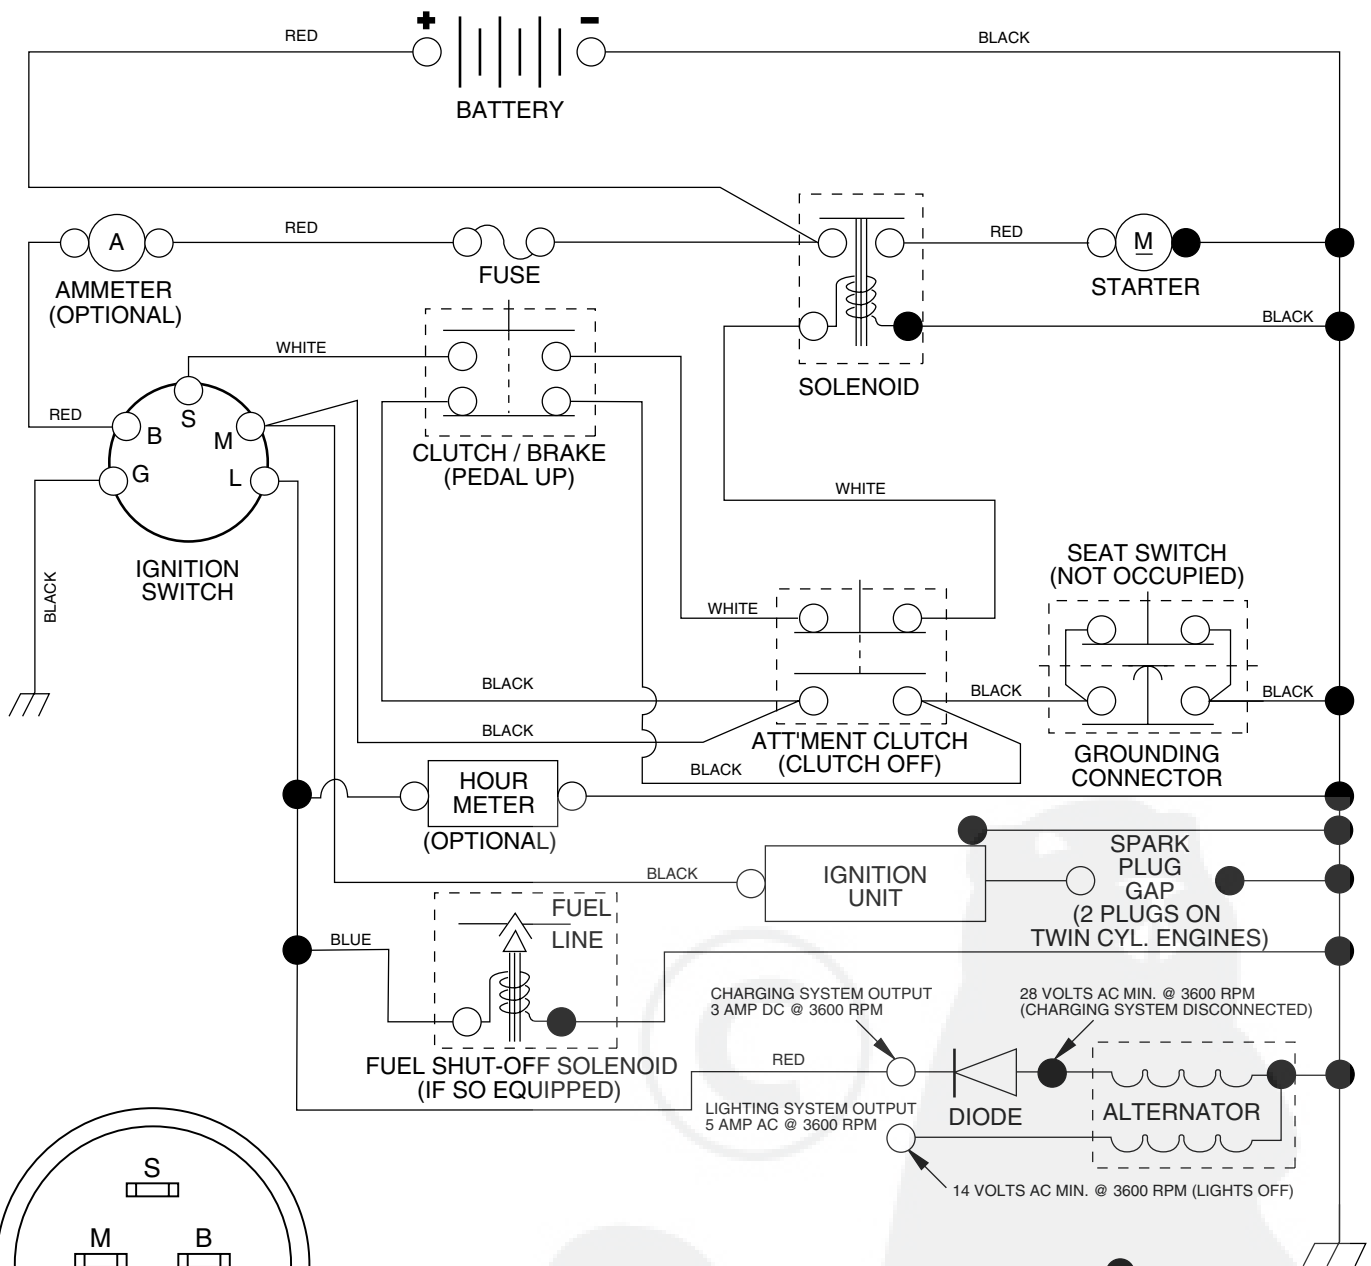 +
-
RED
BLACK
BATTERY
A
RED
FUSE
RED
M
STARTER
AMMETER
(OPTIONAL)
BLACK
WHITE
SOLENOID
RED
S
B
M
G
L
CLUTCH / BRAKE
(PEDAL UP)
WHITE
IGNITION
SWITCH
BLACK
SEAT SWITCH
(NOT OCCUPIED)
WHITE
BLACK
BLACK
BLACK
BLACK
ATT'MENT CLUTCH
(CLUTCH OFF)
BLACK
GROUNDING
CONNECTOR
HOUR
METER
(OPTIONAL)
BLACK
IGNITION
UNIT
SPARK
PLUG
GAP
(2 PLUGS ON
TWIN CYL. ENGINES)
FUEL
LINE
BLUE
©
CHARGING SYSTEM OUTPUT
3 AMP DC @ 3600 RPM
28 VOLTS AC MIN. @ 3600 RPM
(CHARGING SYSTEM DISCONNECTED)
FUEL SHUT-OFF SOLENOID
(IF SO EQUIPPED)
RED
DIODE
ALTERNATOR
LIGHTING SYSTEM OUTPUT
5 AMP AC @ 3600 RPM
14 VOLTS AC MIN. @ 3600 RPM (LIGHTS OFF)
S
M
B